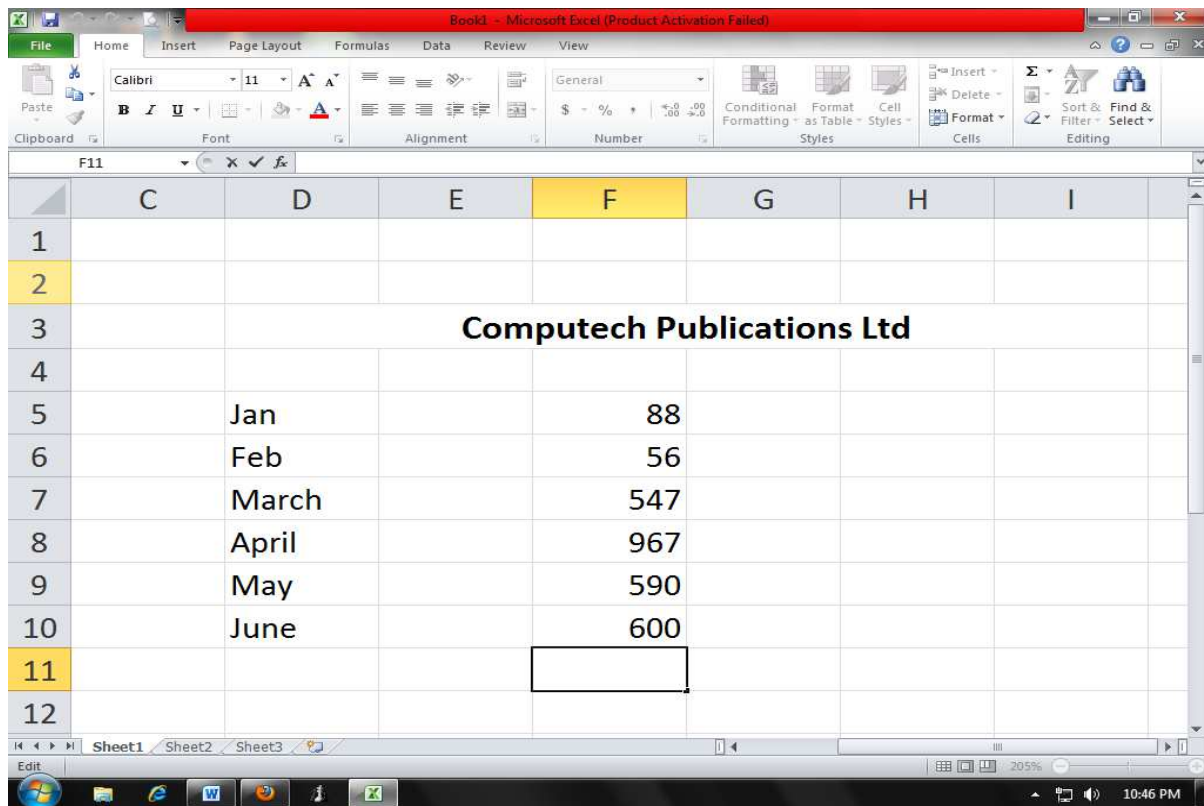 Book1 - Microsoft Excel (Product Activation Failed)
File Home Insert Page Layout Formulas Data Review View
Calibri 11 A A General Insert Σ
Paste Delete
B I U A $ % , Conditional Format Cell Format Sort & Find &
Formatting as Table Styles Filter Select
Clipboard Font Alignment Number Styles Cells Editing
F11 fx
C D E F G H I
1
2
3 Computech Publications Ltd
4
5 Jan 88
6 Feb 56
7 March 547
8 April 967
9 May 590
10 June 600
11
12
Sheet1 Sheet2 Sheet3
Edit 205%
W 10:46 PM